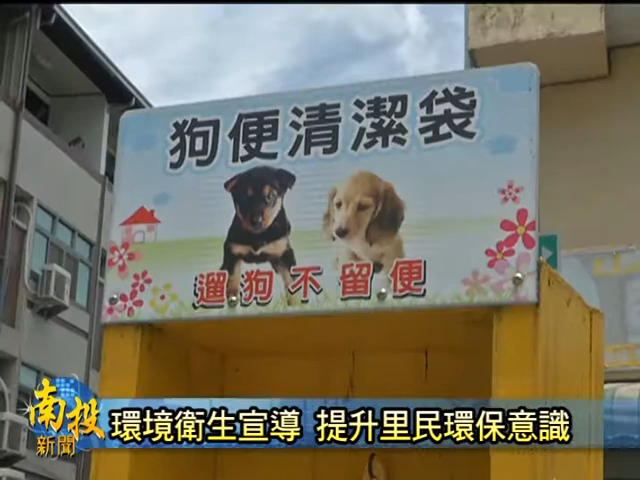 狗便清潔袋
遛狗不留便
南投
新聞
環境衛生宣導 提升里民環保意識